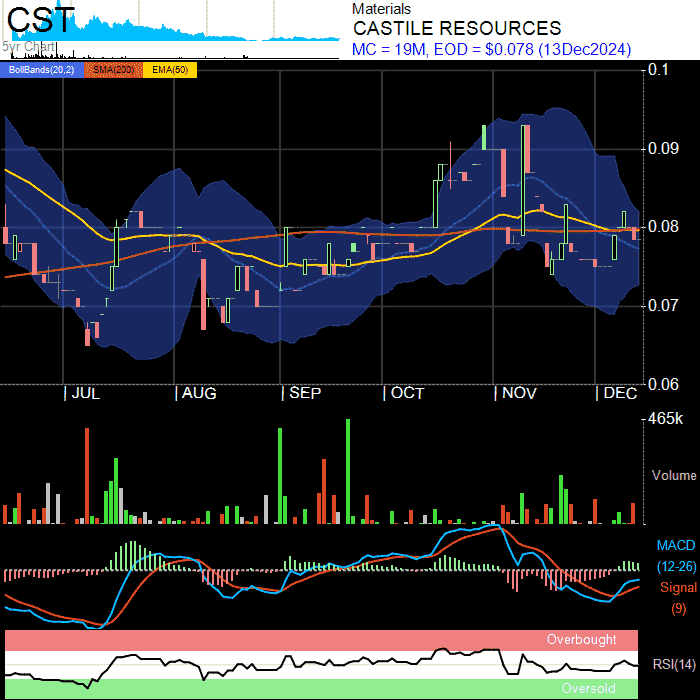 CST
5yr Chart
Materials
CASTILE RESOURCES
MC = 19M, EOD = $0.078 (13Dec2024)
BollBands(20,2) SMA(200) EMA(50)
0.1
0.09
0.08
0.07
0.06
JUL AUG SEP OCT NOV DEC
465k
Volume
MACD
(12-26)
Signal
(9)
Overbought
RSI(14)
Oversold